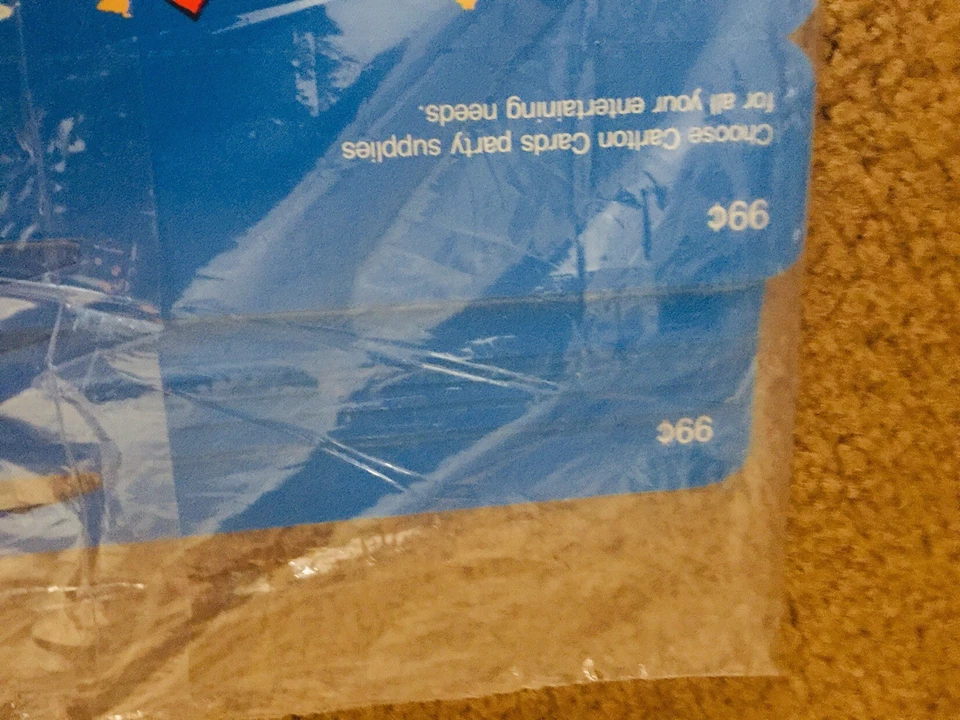 99¢
99¢
Choose Carlton Cards party supplies
for all your entertaining needs.